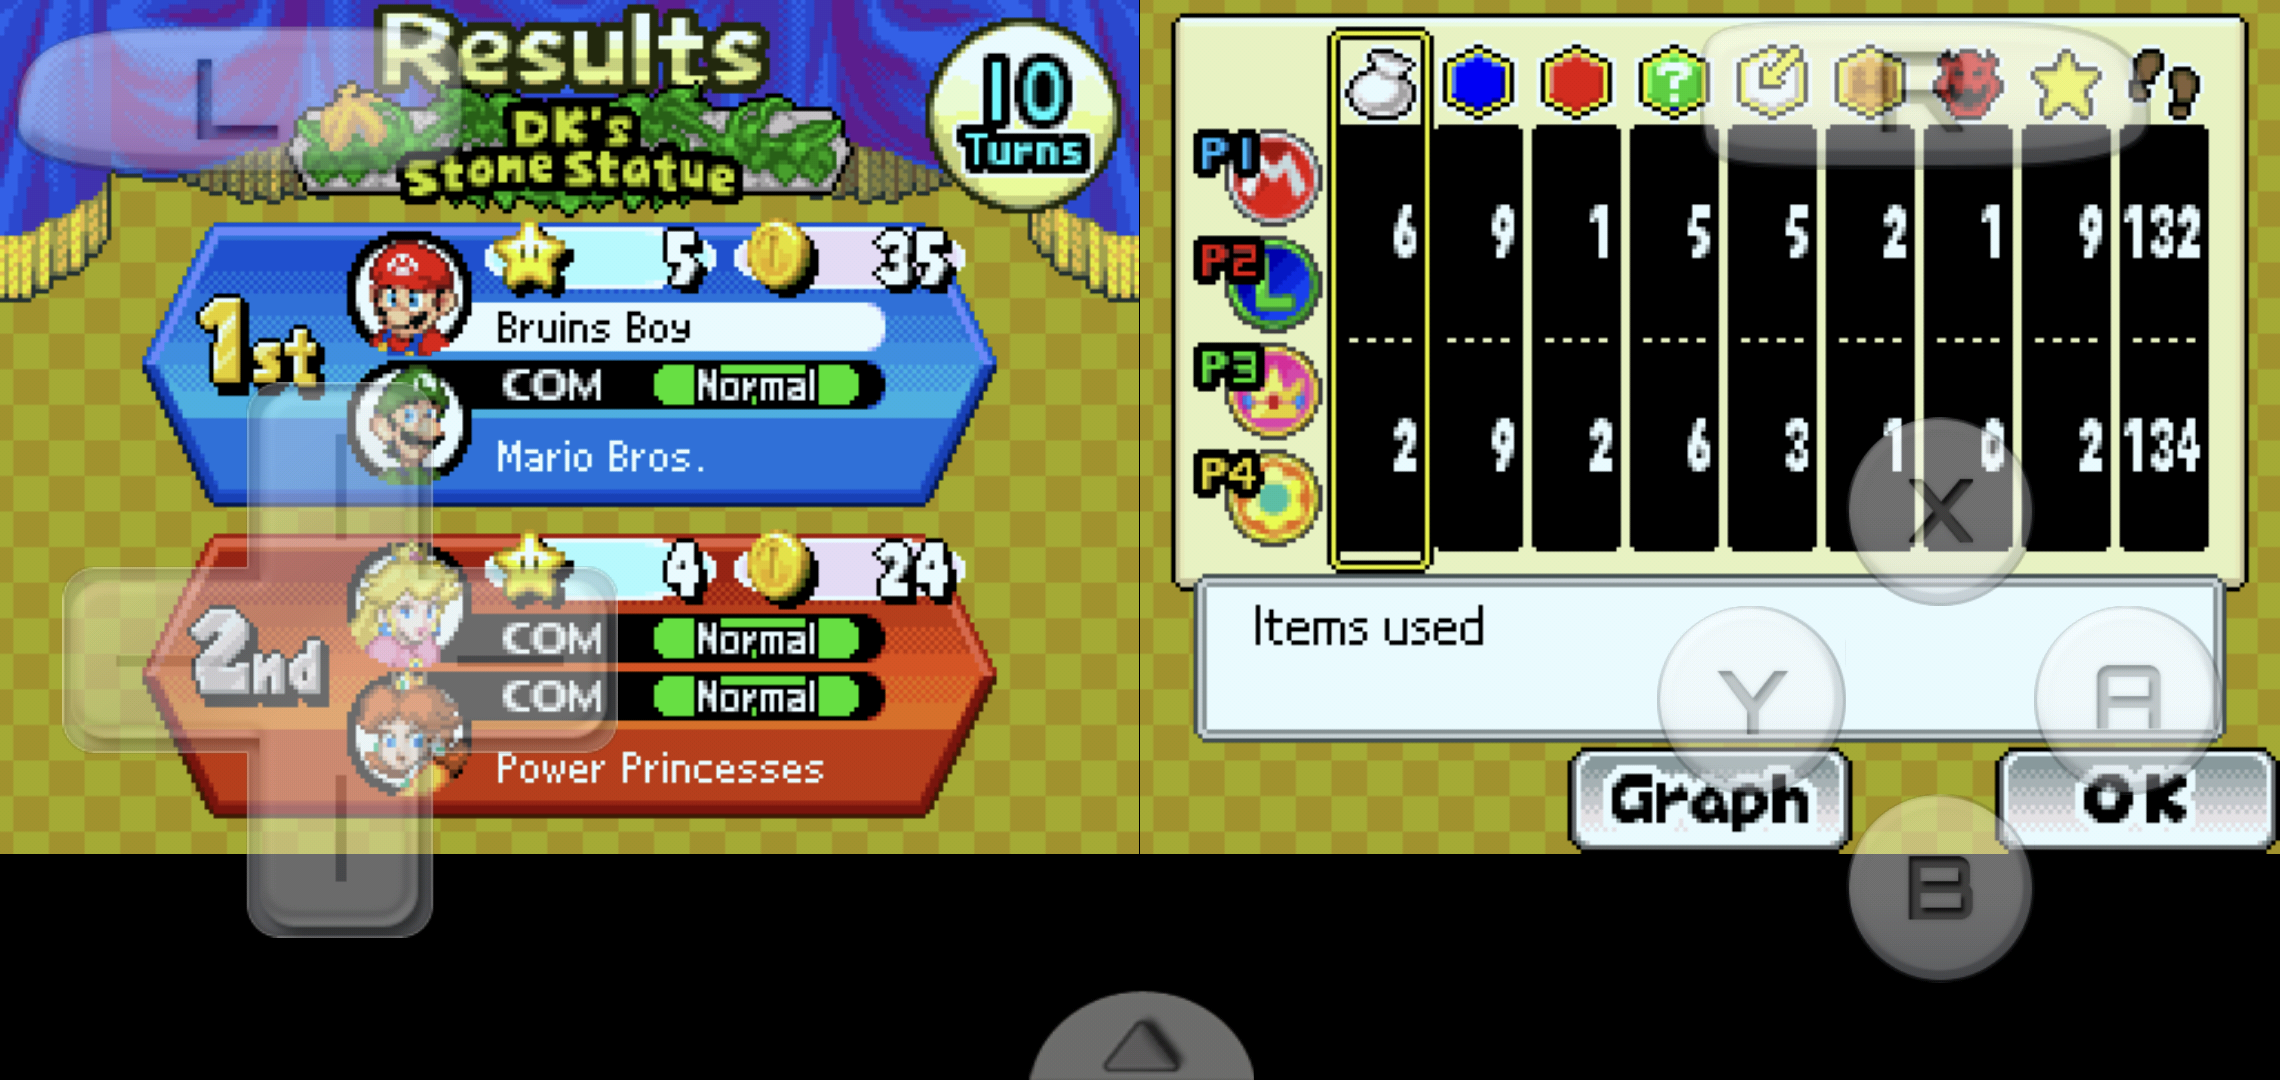 Results
DK's
Stone Statue
10
Turns
1st
5 35
Bruins Boy
COM Normal
Mario Bros.
2nd
4 24
COM Normal
COM Normal
Power Princesses
L
R
P1
P2
P3
P4
6 9 1 5 5 2 1 9 132
2 9 2 6 3 1 0 2 134
Items used
Graph
OK
X
Y
A
B